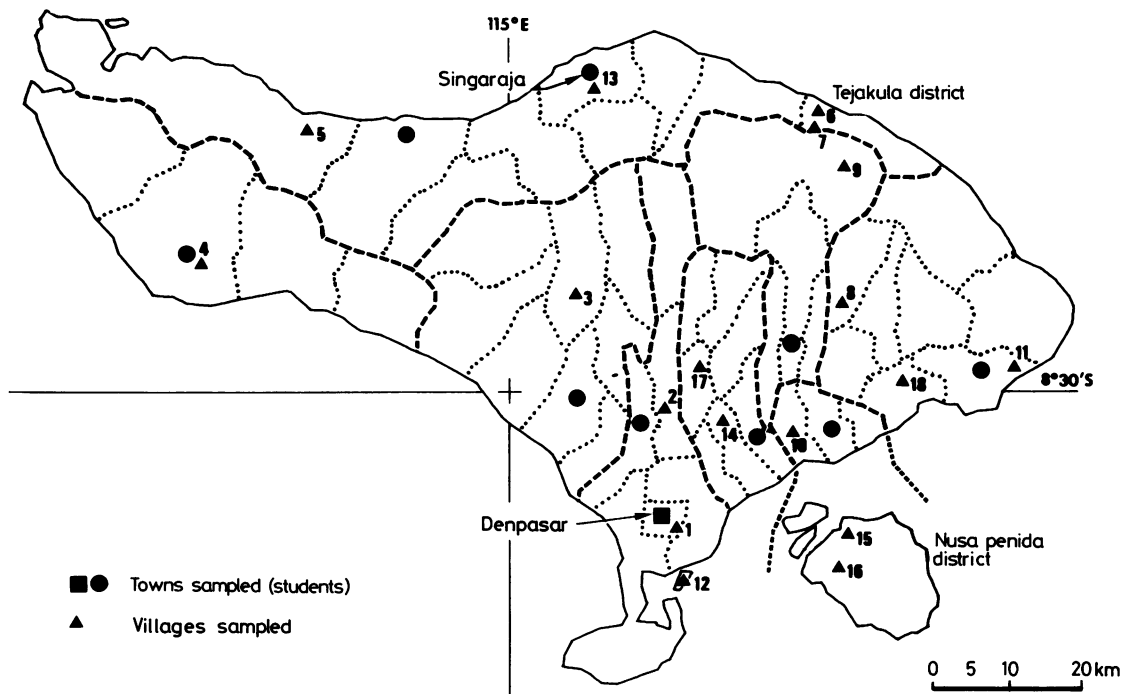 115°E
Singaraja
13
Tejakula district
6
7
5
9
4
3
8
11
17
18
8°30'S
2
14
10
Denpasar
1
15
Nusa penida
district
16
12
Towns sampled (students)
Villages sampled
0 5 10 20 km